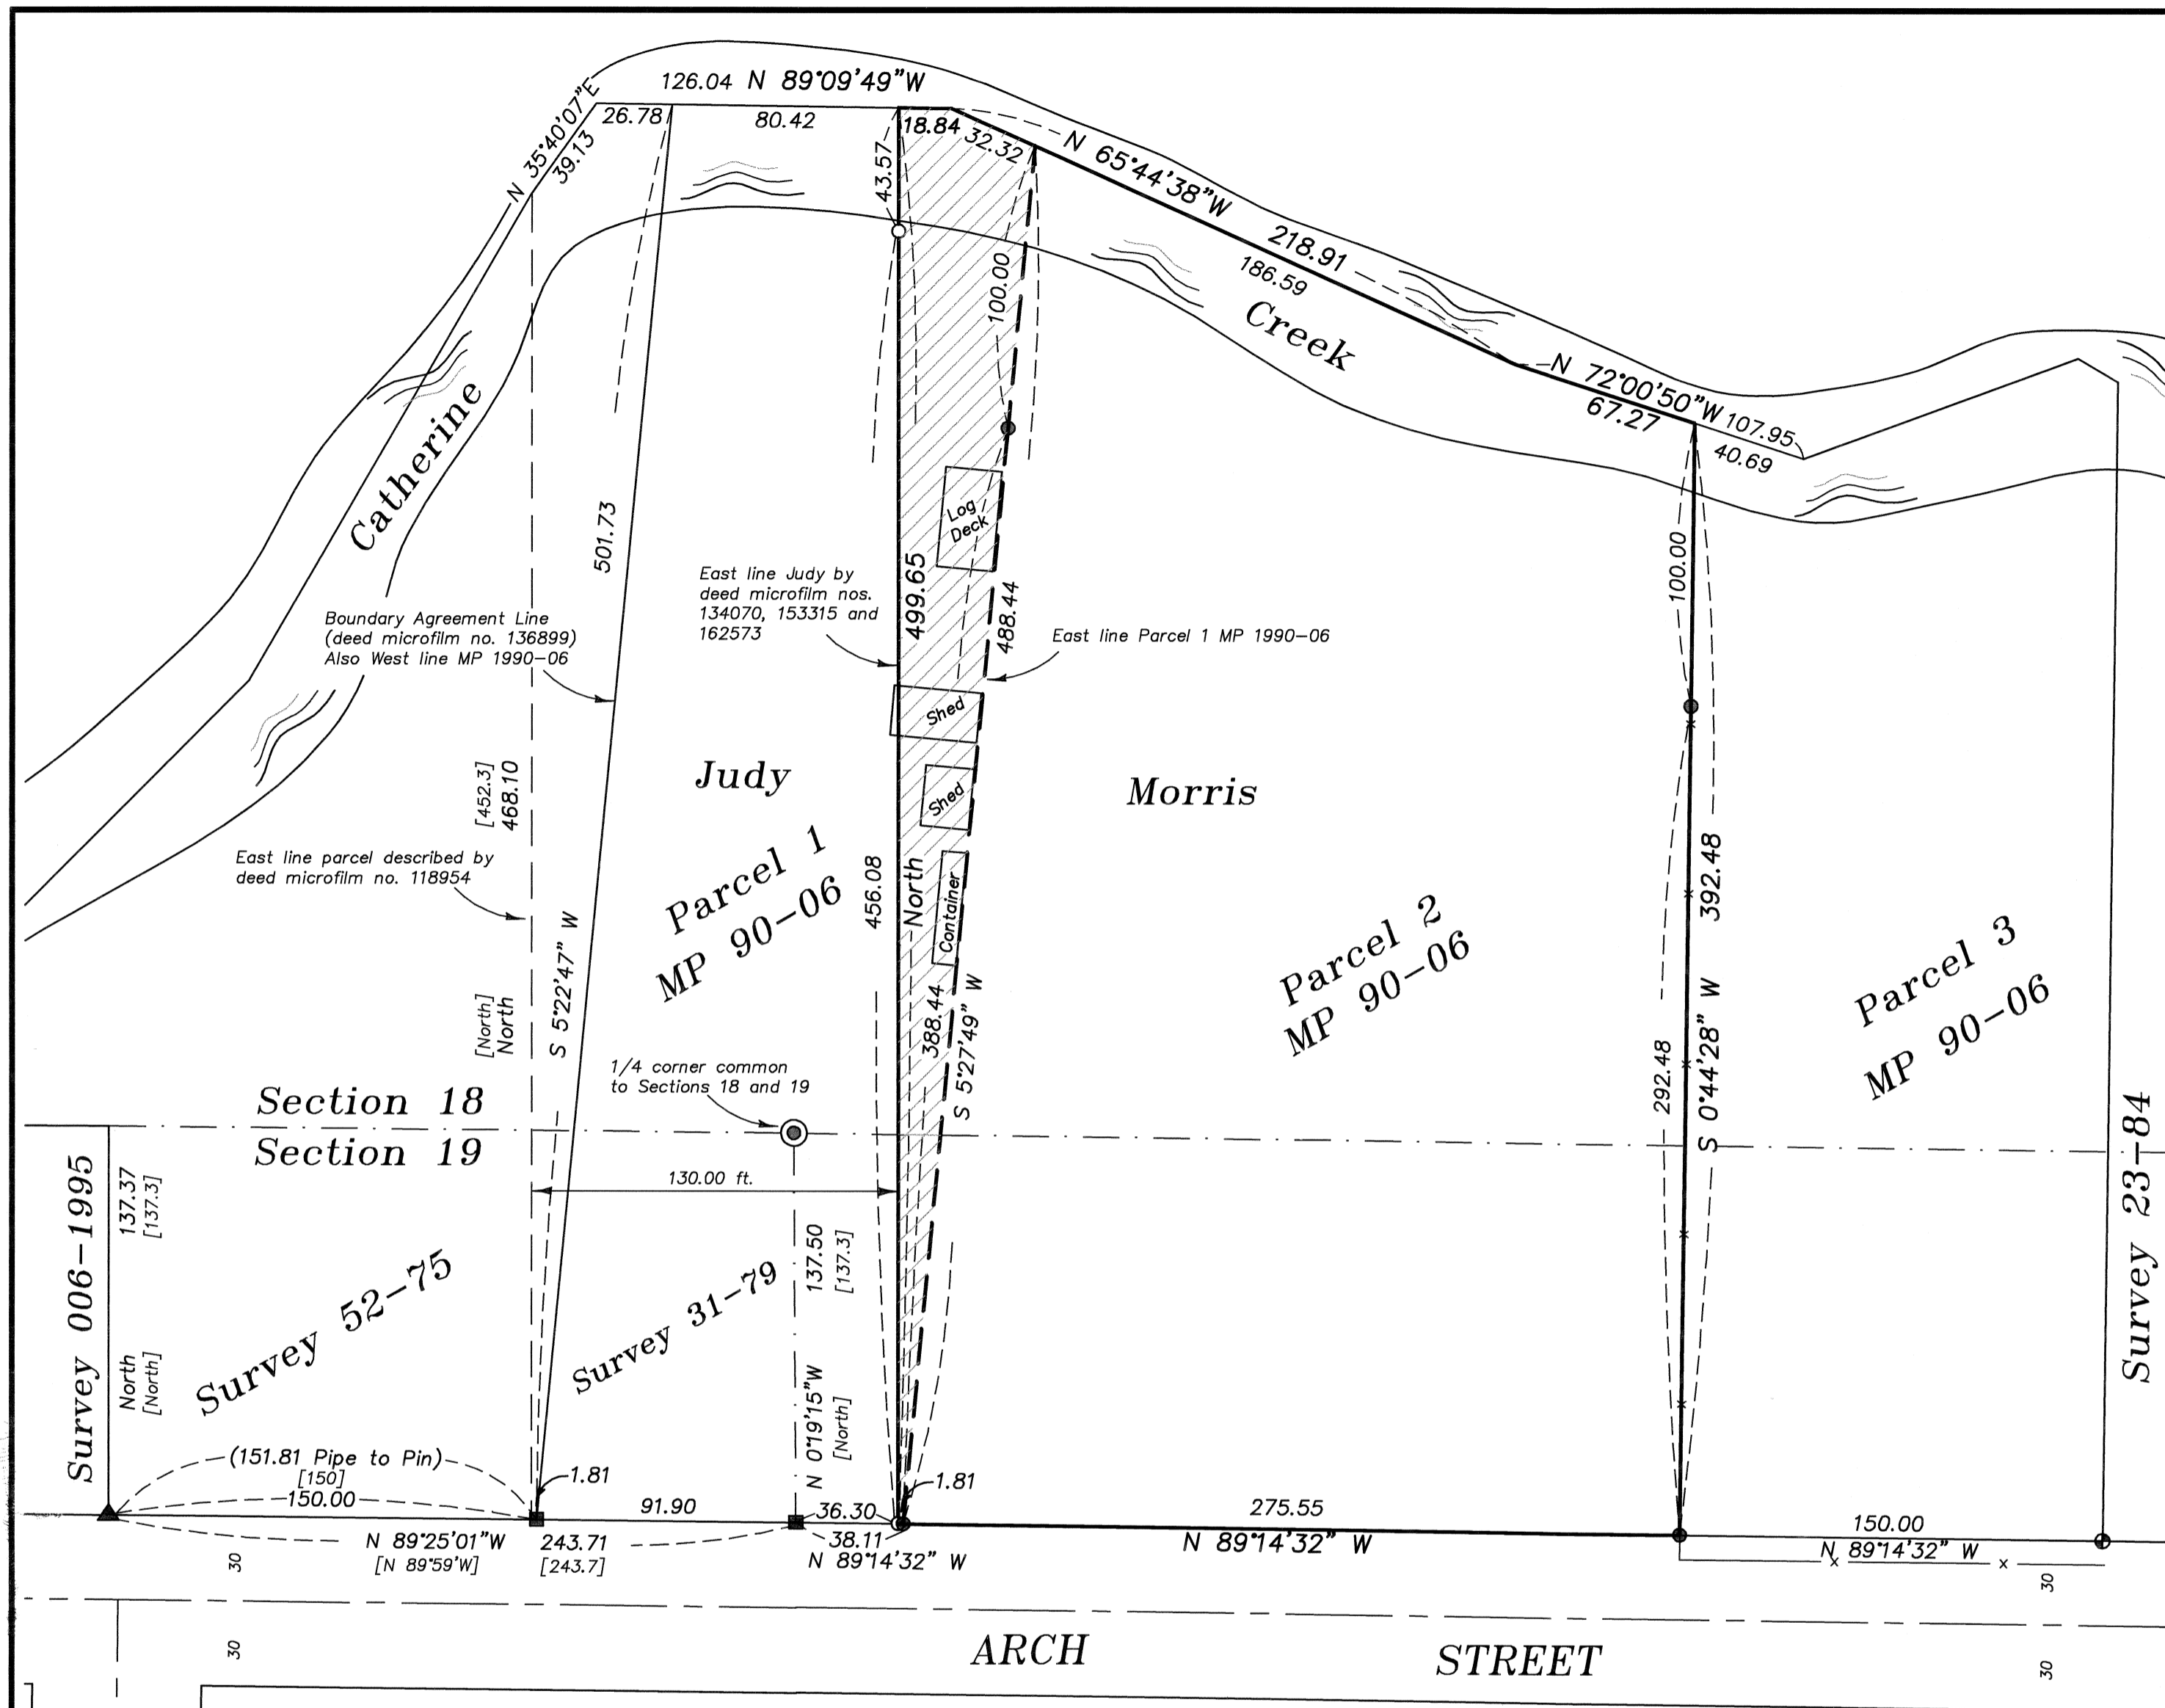 126.04 N 89°09'49"W
N 35°40'07"E
39.13
26.78
80.42
18.84
32.32
43.57
N 65°44'38"W
218.91
186.59
100.00
Creek
N 72°00'50"W
67.27
107.95
40.69
Catherine
501.73
Log
Deck
100.00
East line Judy by
deed microfilm nos.
134070, 153315 and
162573
499.65
488.44
East line Parcel 1 MP 1990-06
Boundary Agreement Line
(deed microfilm no. 136899)
Also West line MP 1990-06
Shed
Shed
Judy
Morris
[452.3]
468.10
East line parcel described by
deed microfilm no. 118954
Parcel 1
MP 90-06
456.08
North
Container
392.48
Parcel 2
MP 90-06
Parcel 3
MP 90-06
S 5°22'47" W
[North]
North
388.44
S 5°27'49" W
292.48
S 0°44'28" W
1/4 corner common
to Sections 18 and 19
Section 18
Section 19
130.00 ft.
Survey 006-1995
137.37
[137.3]
North
[North]
Survey 52-75
Survey 31-79
137.50
[137.3]
N 0°19'15"W
[North]
Survey 23-84
(151.81 Pipe to Pin)
[150]
150.00
1.81
91.90
36.30
1.81
275.55
150.00
N 89°25'01"W
[N 89°59'W]
243.71
[243.7]
38.11
N 89°14'32" W
N 89°14'32" W
N 89°14'32" W
30
30
30
30
ARCH STREET